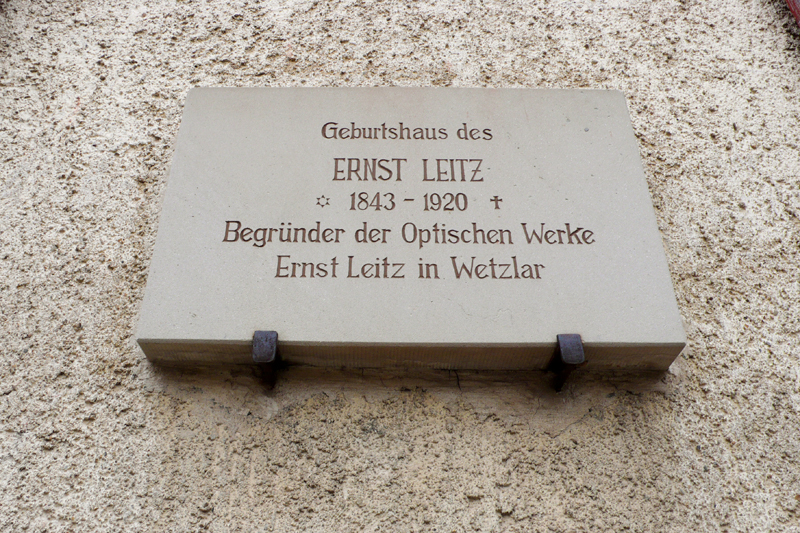 Geburtshaus des
ERNST LEITZ
✡ 1843 - 1920 ✝
Begründer der Optischen Werke
Ernst Leitz in Wetzlar